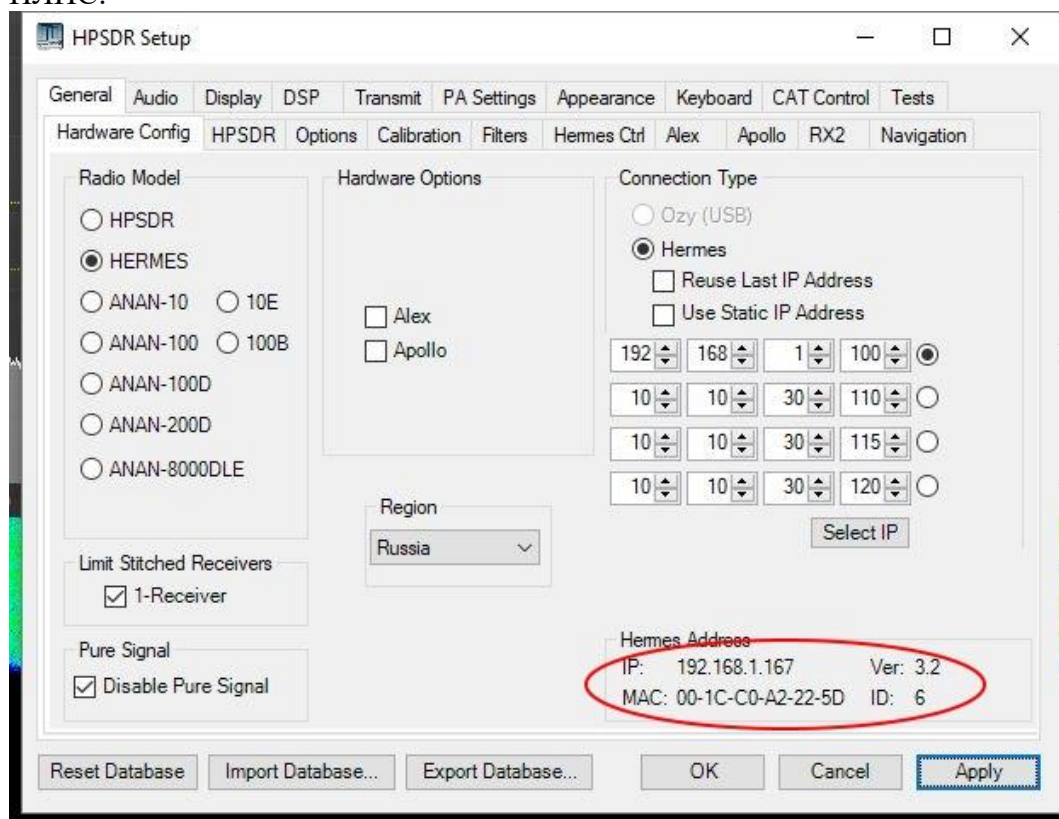 ПЛИС.
HPSDR Setup
General Audio Display DSP Transmit PA Settings Appearance Keyboard CAT Control Tests
Hardware Config HPSDR Options Calibration Filters Hermes Ctrl Alex Apollo RX2 Navigation
Radio Model
HPSDR
HERMES
ANAN-10 10E
ANAN-100 100B
ANAN-100D
ANAN-200D
ANAN-8000DLE
Limit Stitched Receivers
1-Receiver
Pure Signal
Disable Pure Signal
Hardware Options
Alex
Apollo
Region
Russia
Connection Type
Ozy (USB)
Hermes
Reuse Last IP Address
Use Static IP Address
192 168 1 100
10 10 30 110
10 10 30 115
10 10 30 120
Select IP
Hermes Address
IP: 192.168.1.167 Ver: 3.2
MAC: 00-1C-C0-A2-22-5D ID: 6
Reset Database Import Database... Export Database... OK Cancel Apply